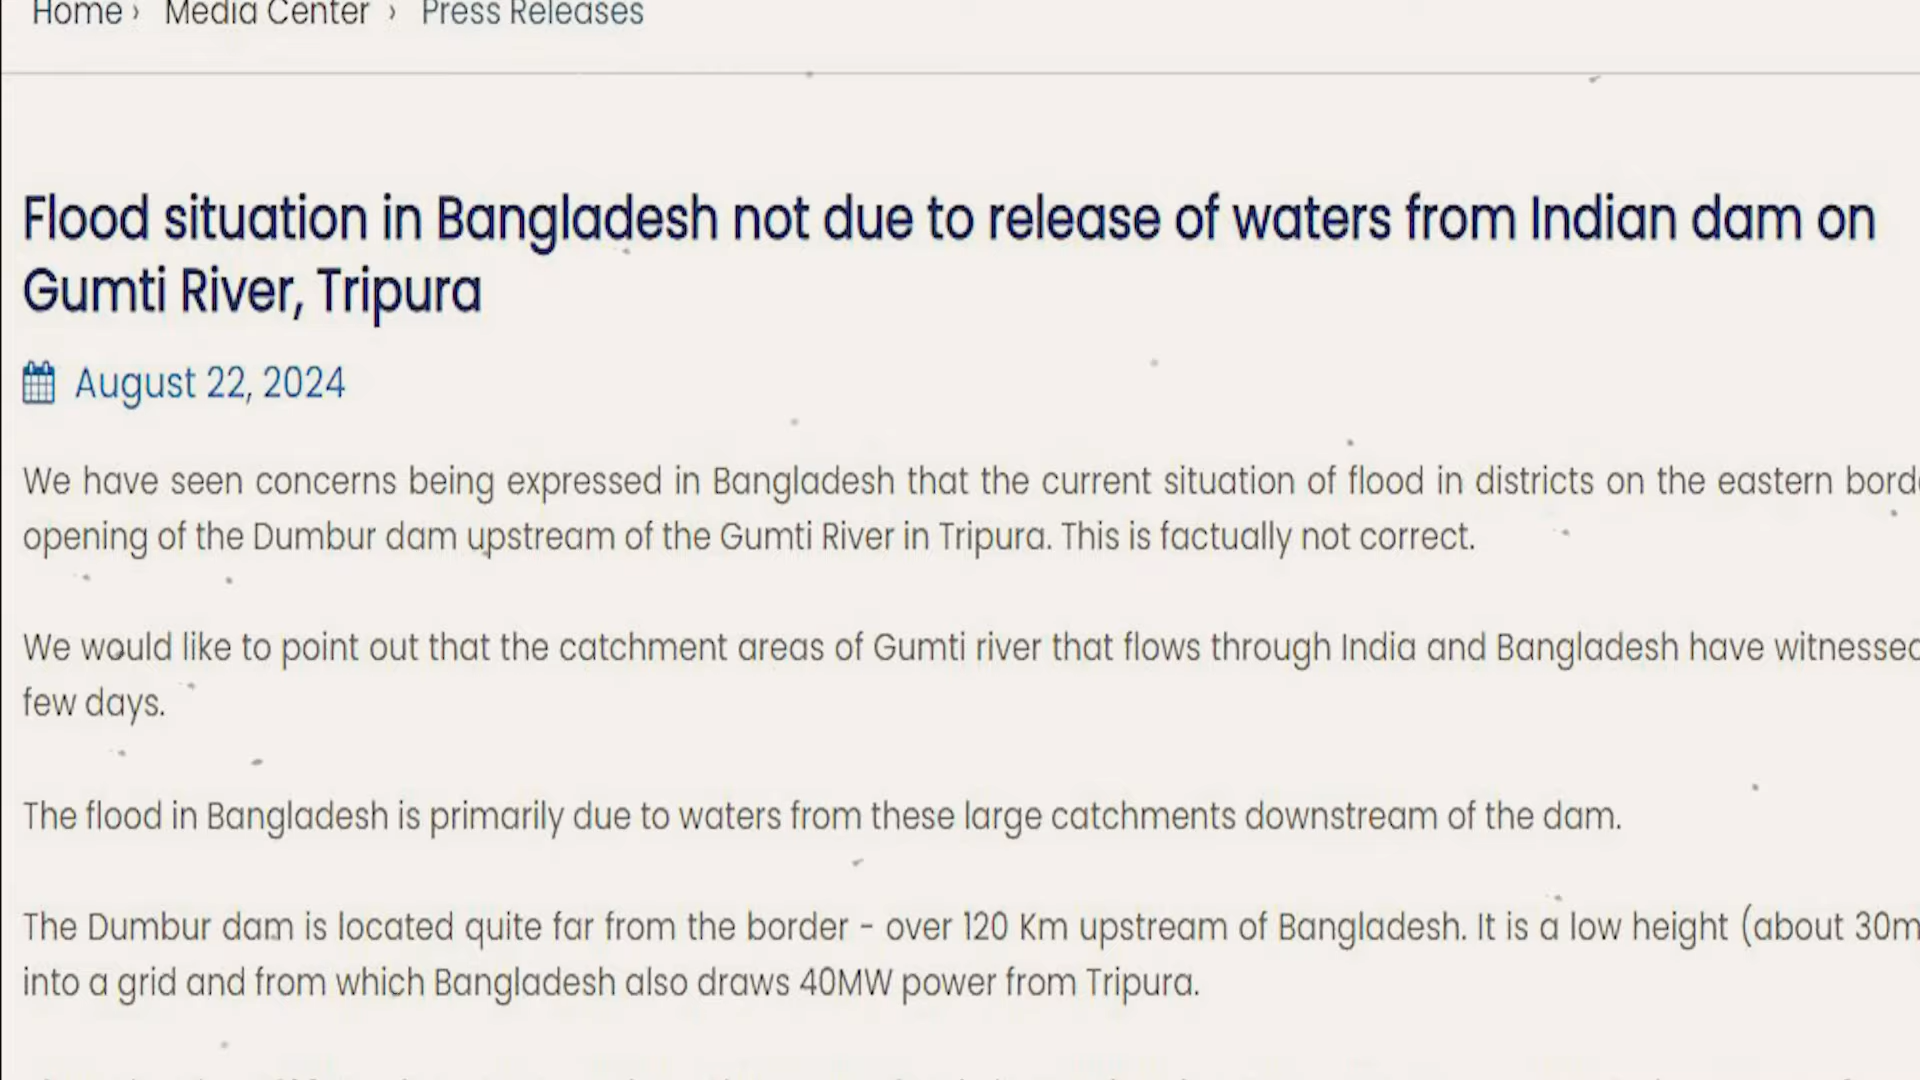 Home › Media Center › Press Releases
Flood situation in Bangladesh not due to release of waters from Indian dam on
Gumti River, Tripura
August 22, 2024
We have seen concerns being expressed in Bangladesh that the current situation of flood in districts on the eastern
opening of the Dumbur dam upstream of the Gumti River in Tripura. This is factually not correct.
We would like to point out that the catchment areas of Gumti river that flows through India and Bangladesh have witnessed
few days.
The flood in Bangladesh is primarily due to waters from these large catchments downstream of the dam.
The Dumbur dam is located quite far from the border - over 120 Km upstream of Bangladesh. It is a low height (about 30m
into a grid and from which Bangladesh also draws 40MW power from Tripura.